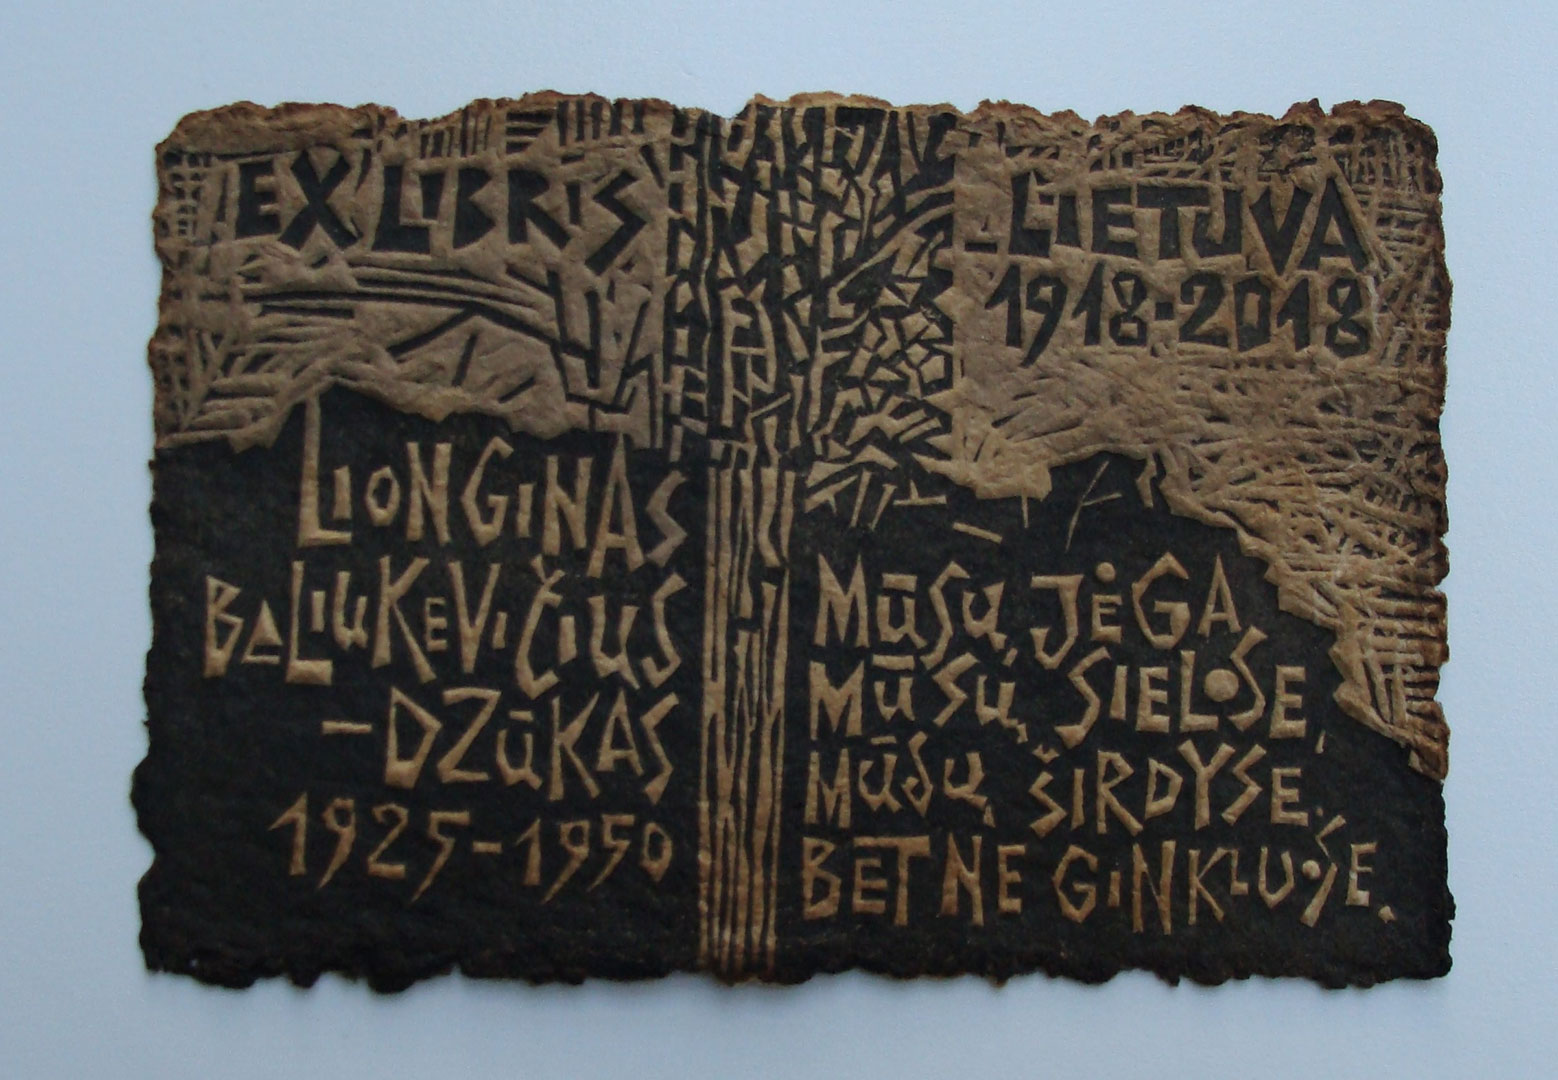 EX LIBRIS
LIONGINAS
BALIUKEVIČIUS
–DZŪKAS
1925–1950
LIETUVA
1918·2018
MŪSŲ JĖGA
MŪSŲ SIELOSE,
MŪSŲ ŠIRDYSE.
BET NE GINKLUOSE.